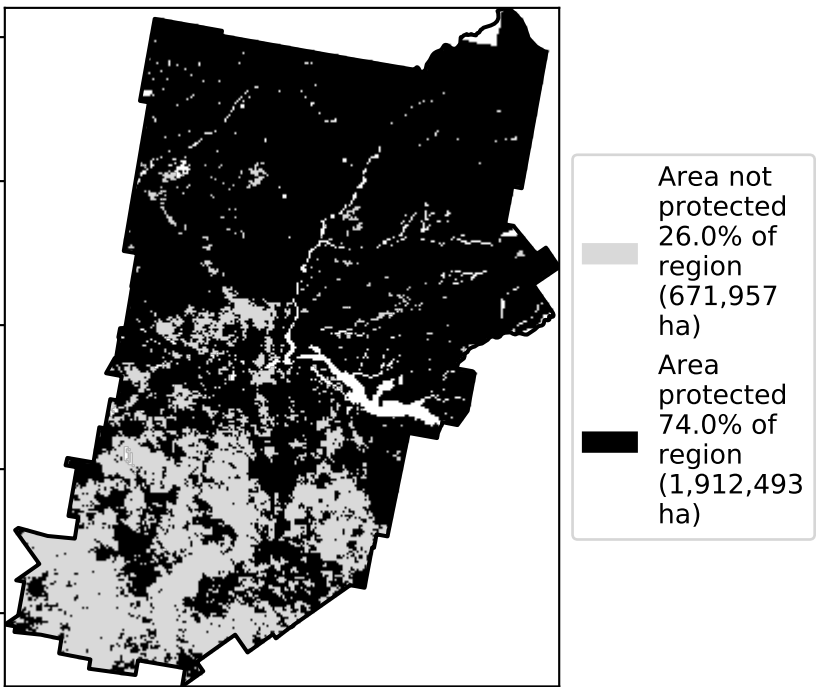 Area not
protected
26.0% of
region
(671,957
ha)
Area
protected
74.0% of
region
(1,912,493
ha)